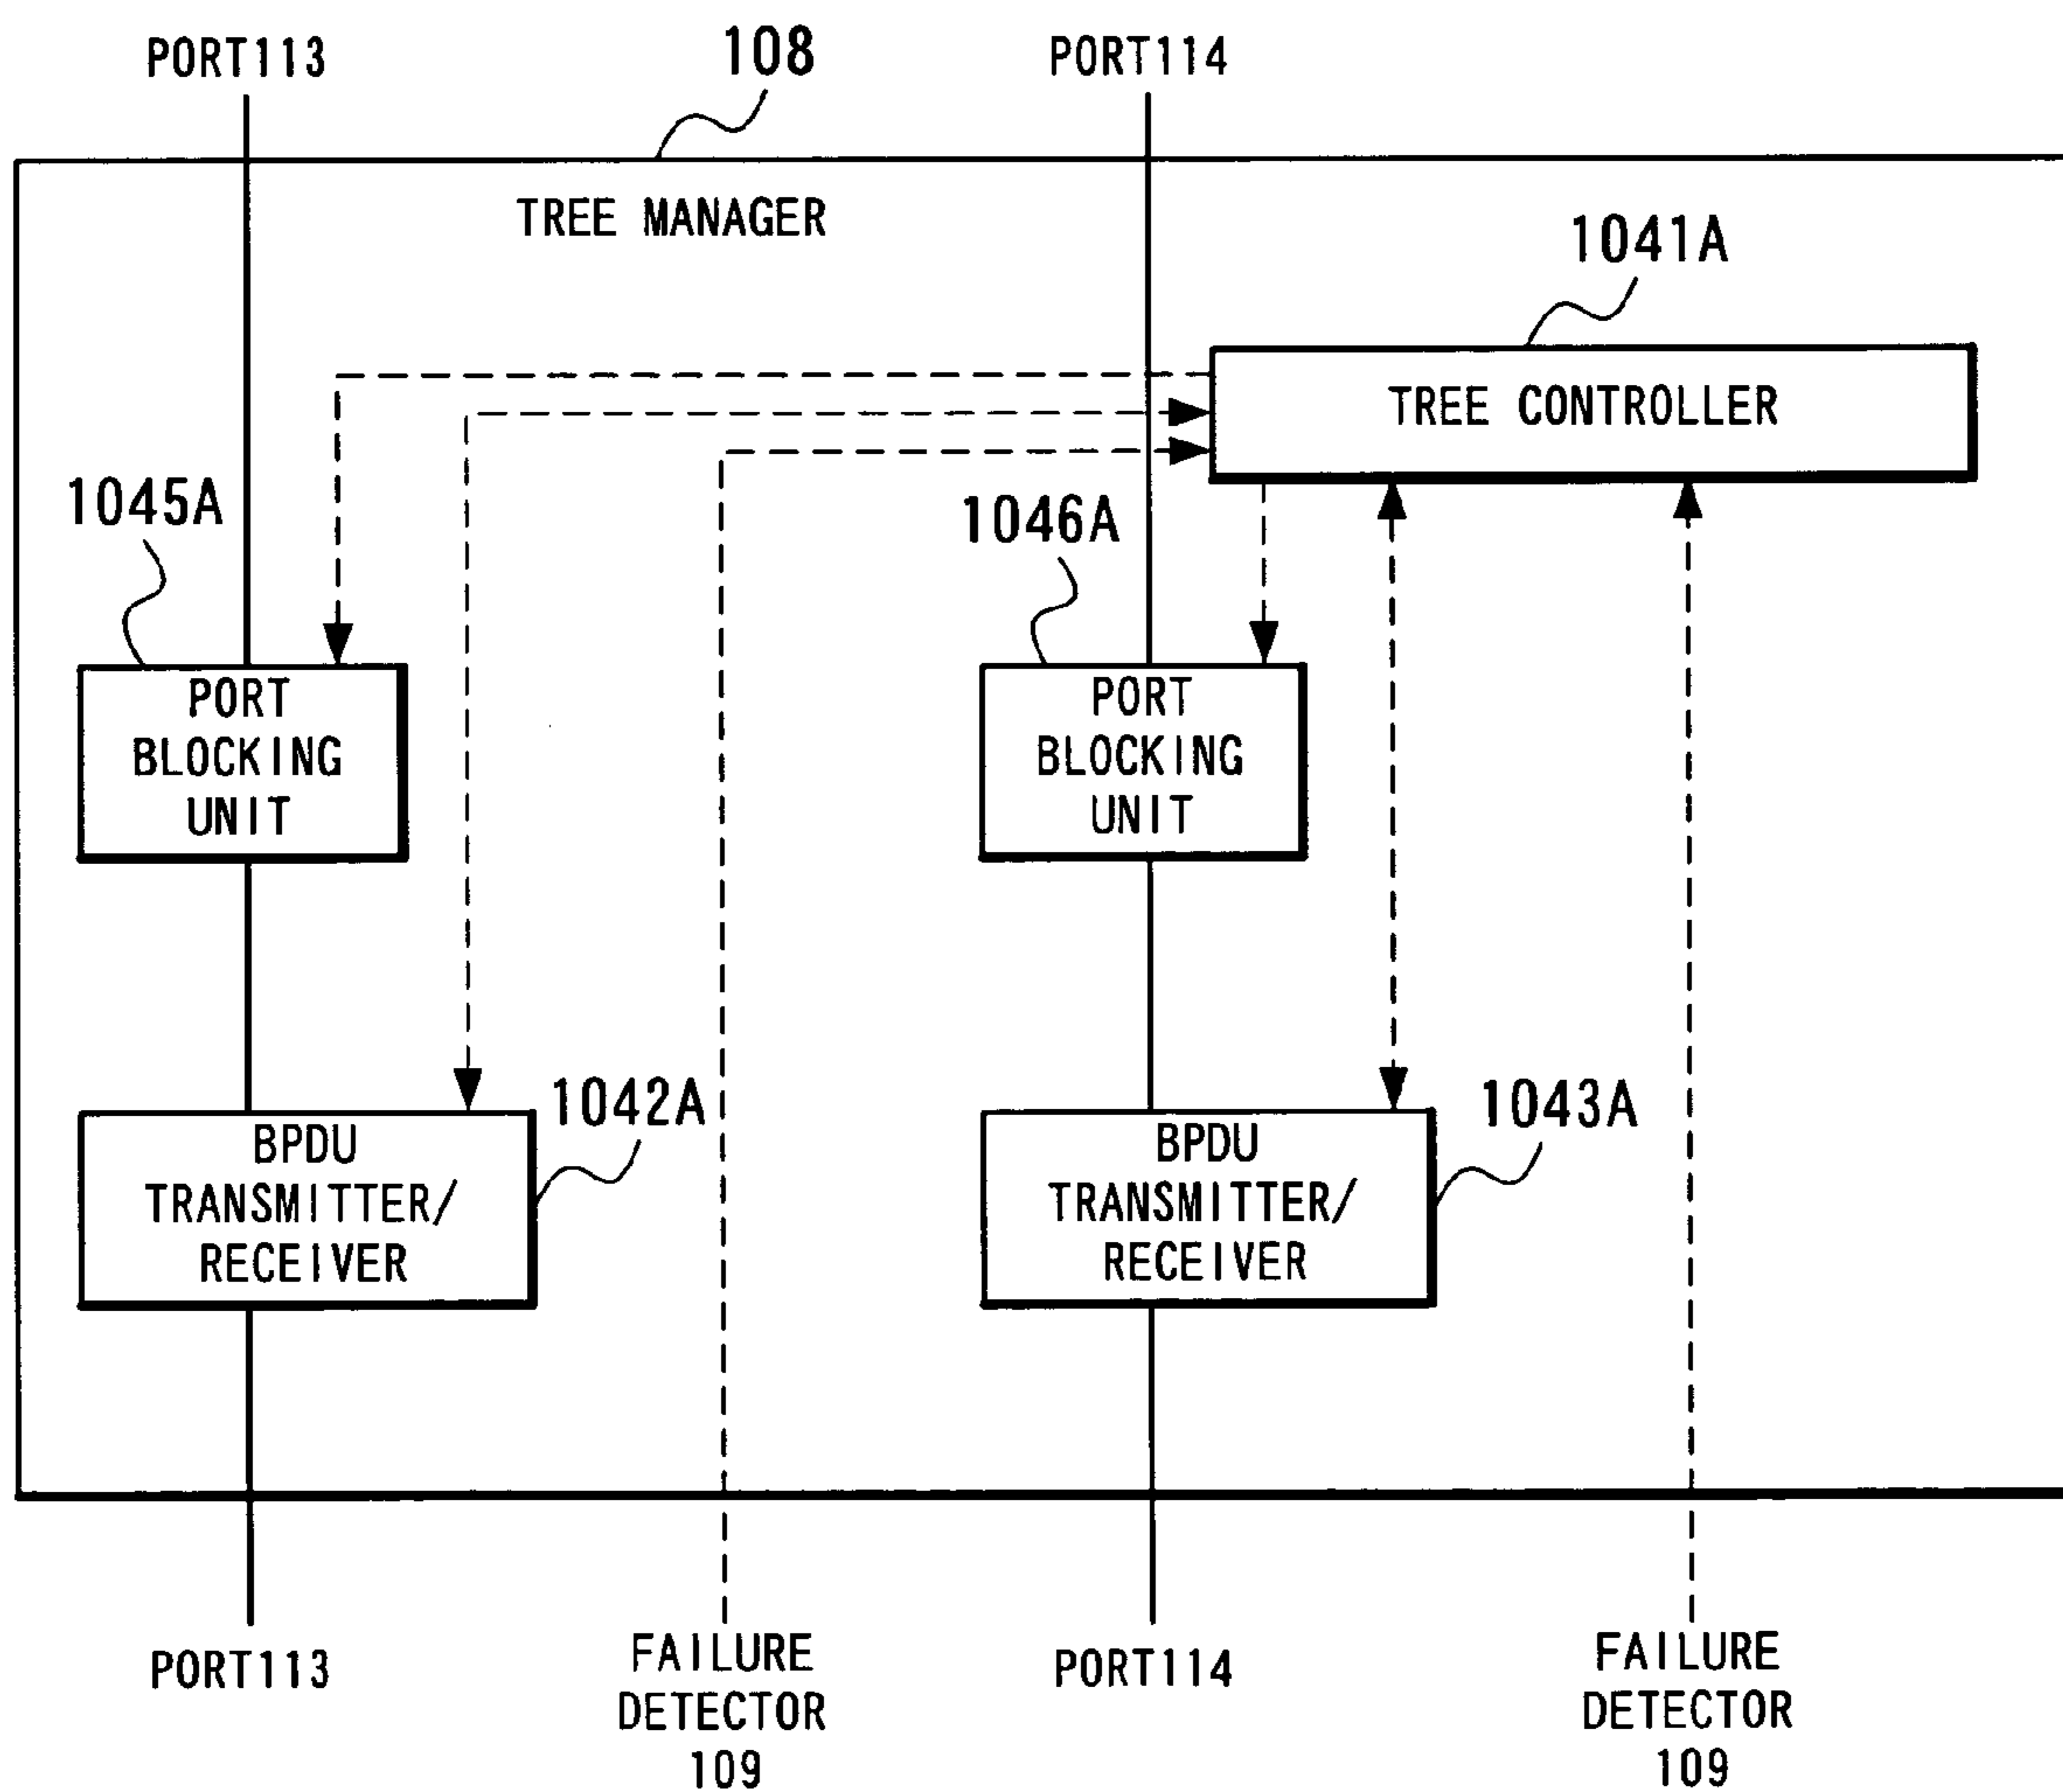 PORT113
108
PORT114
TREE MANAGER
1041A
TREE CONTROLLER
1045A
1046A
PORT
BLOCKING
UNIT
PORT
BLOCKING
UNIT
1042A
1043A
BPDU
TRANSMITTER/
RECEIVER
BPDU
TRANSMITTER/
RECEIVER
PORT113
FAILURE
DETECTOR
109
PORT114
FAILURE
DETECTOR
109